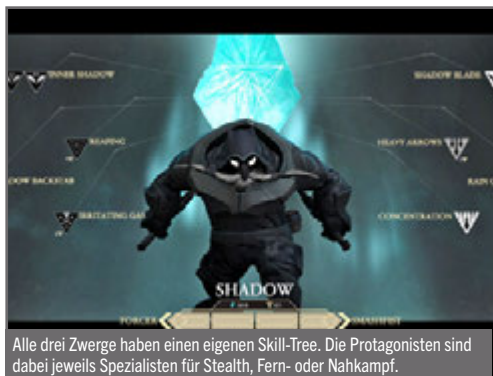 INNER SHADOW
SHADOW BLADE
REAPING
HEAVY ARROWS
BACKSTAB
RAIN
IRRITATING GAS
CONCENTRATION
SHADOW
FORCER
SMASHFIST
Alle drei Zwerge haben einen eigenen Skill-Tree. Die Protagonisten sind
dabei jeweils Spezialisten für Stealth, Fern- oder Nahkampf.